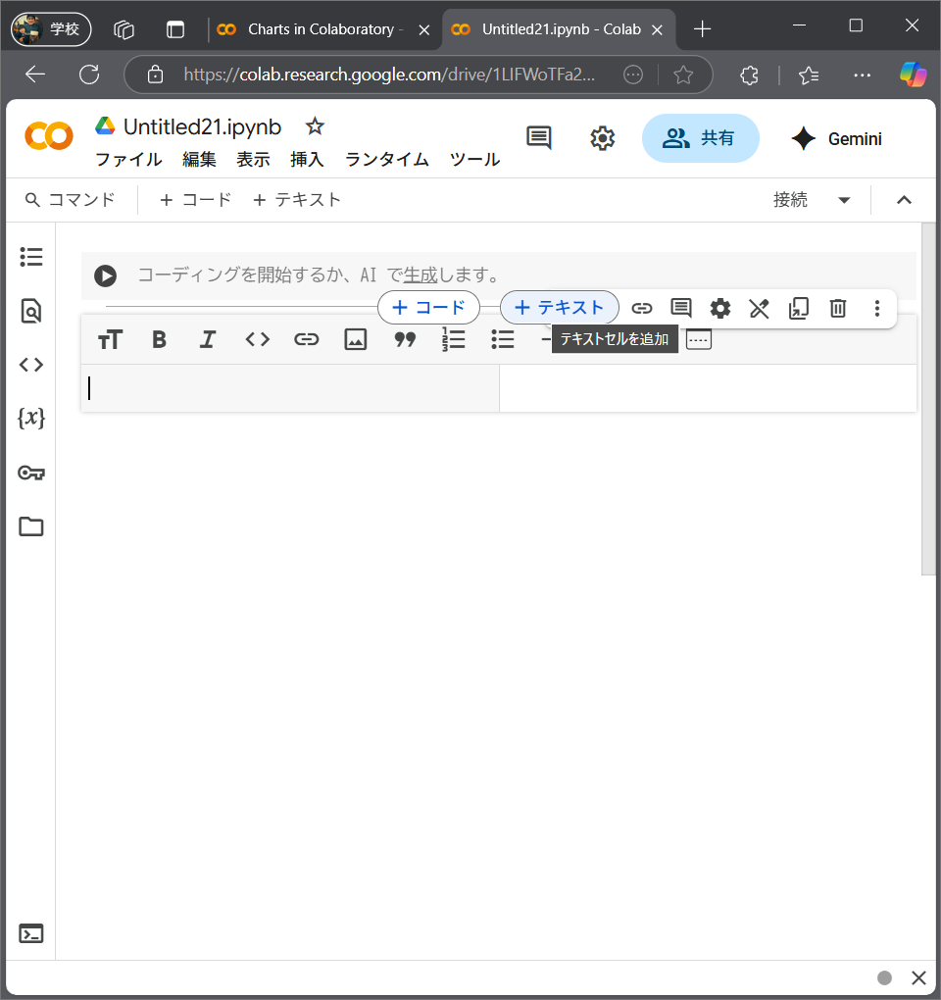 学校
Charts in Colaboratory -
Untitled21.ipynb - Colab
https://colab.research.google.com/drive/1LlFWoTFa2...
Untitled21.ipynb
共有
Gemini
ファイル 編集 表示 挿入 ランタイム ツール
コマンド + コード + テキスト 接続
コーディングを開始するか、AI で生成します。
+ コード + テキスト
テキストセルを追加